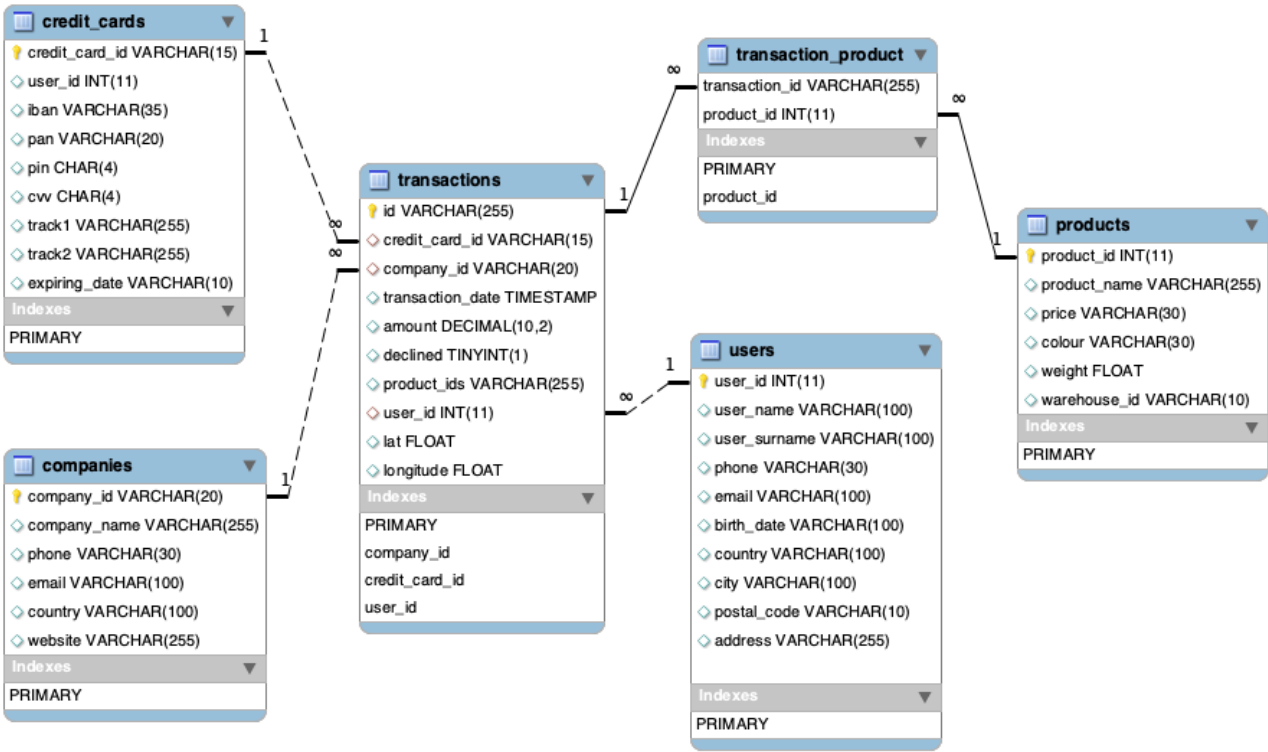 credit_cards
credit_card_id VARCHAR(15)
user_id INT(11)
iban VARCHAR(35)
pan VARCHAR(20)
pin CHAR(4)
cvv CHAR(4)
track1 VARCHAR(255)
track2 VARCHAR(255)
expiring_date VARCHAR(10)
Indexes
PRIMARY
1
∞
∞
1
companies
company_id VARCHAR(20)
company_name VARCHAR(255)
phone VARCHAR(30)
email VARCHAR(100)
country VARCHAR(100)
website VARCHAR(255)
Indexes
PRIMARY
transactions
id VARCHAR(255)
credit_card_id VARCHAR(15)
company_id VARCHAR(20)
transaction_date TIMESTAMP
amount DECIMAL(10,2)
declined TINYINT(1)
product_ids VARCHAR(255)
user_id INT(11)
lat FLOAT
longitude FLOAT
Indexes
PRIMARY
company_id
credit_card_id
user_id
1
∞
∞
1
transaction_product
transaction_id VARCHAR(255)
product_id INT(11)
Indexes
PRIMARY
product_id
∞
1
users
user_id INT(11)
user_name VARCHAR(100)
user_surname VARCHAR(100)
phone VARCHAR(30)
email VARCHAR(100)
birth_date VARCHAR(100)
country VARCHAR(100)
city VARCHAR(100)
postal_code VARCHAR(10)
address VARCHAR(255)
Indexes
PRIMARY
products
product_id INT(11)
product_name VARCHAR(255)
price VARCHAR(30)
colour VARCHAR(30)
weight FLOAT
warehouse_id VARCHAR(10)
Indexes
PRIMARY